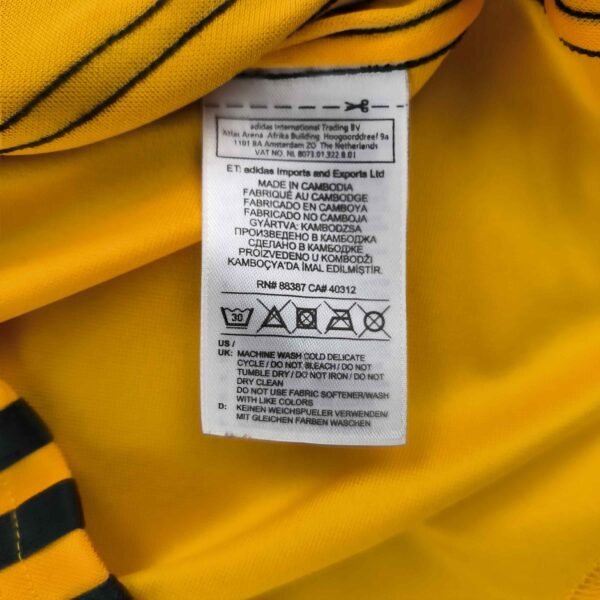 adidas International Trading BV
Atlas Arena Afrika Building Hoogoorddreef 9a
1101 BA Amsterdam ZO The Netherlands
VAT NO. NL 8073.01.322.B.01
ET: adidas Imports and Exports Ltd
MADE IN CAMBODIA
FABRIQUÉ AU CAMBODGE
FABRICADO EN CAMBOYA
FABRICADO NO CAMBOJA
GYÁRTVA: KAMBODZSA
ПРОИЗВЕДЕНО В КАМБОДЖА
СДЕЛАНО В КАМБОДЖЕ
PROIZVEDENO U KOMBODŽI
KAMBOÇYA'DA İMAL EDİLMİŞTİR.
RN# 88387 CA# 40312
30
US /
UK: MACHINE WASH COLD DELICATE
CYCLE / DO NOT BLEACH / DO NOT
TUMBLE DRY / DO NOT IRON / DO NOT
DRY CLEAN
DO NOT USE FABRIC SOFTENER/WASH
WITH LIKE COLORS
D: KEINEN WEICHSPUELER VERWENDEN/
MIT GLEICHEN FARBEN WASCHEN